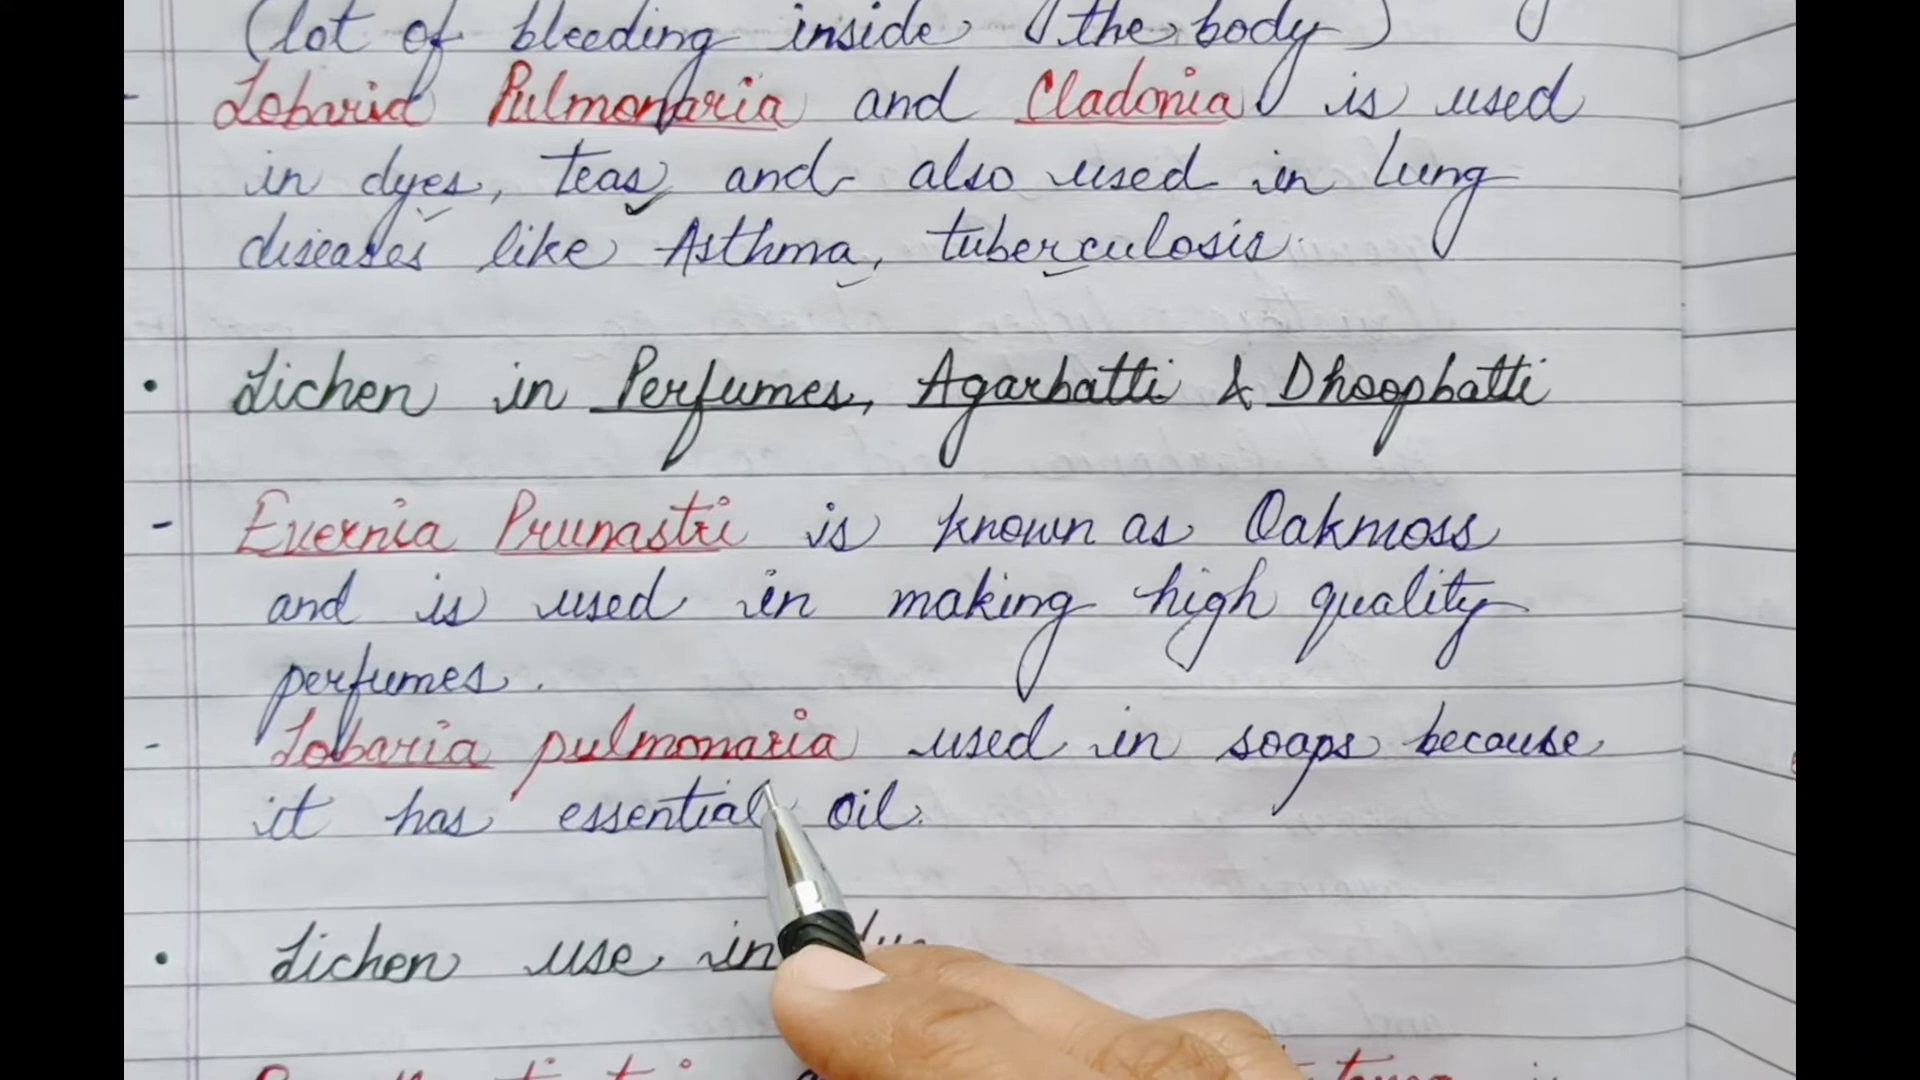 (lot of bleeding inside the body)
- Lobaria Pulmonaria and Cladonia is used
in dyes, teas and also used in lung
diseases like Asthma, tuberculosis.
• Lichen in Perfumes, Agarbatti & Dhoopbatti
- Evernia Prunastri is known as Oakmoss
and is used in making high quality
perfumes.
- Lobaria pulmonaria used in soaps because
it has essential oil.
• Lichen use in